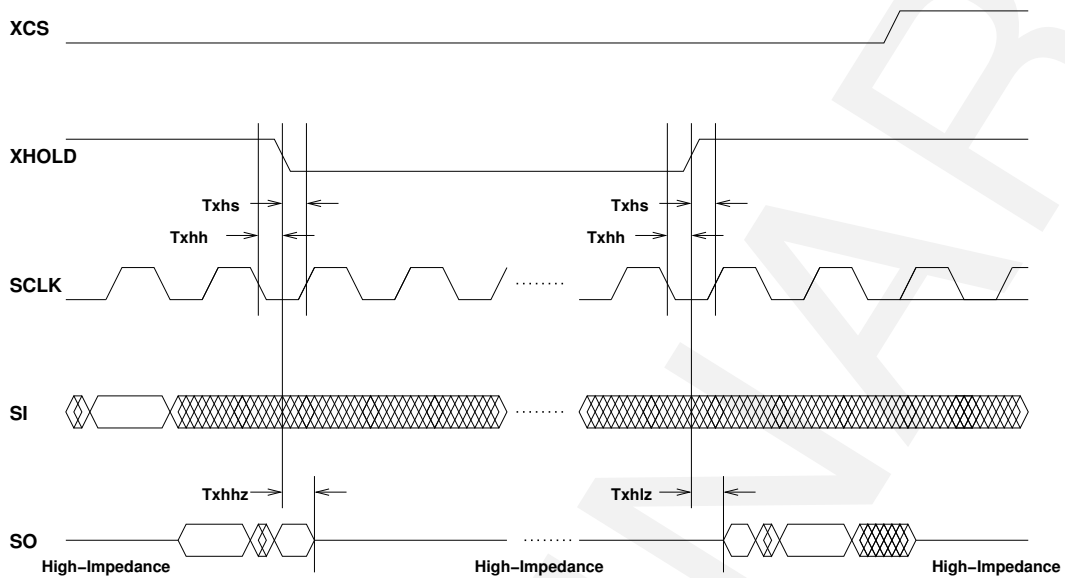 XCS
XHOLD
Txhs
Txhs
Txhh
Txhh
SCLK
........
SI
........
Txhhz
Txhlz
SO
........
High-Impedance
High-Impedance
High-Impedance